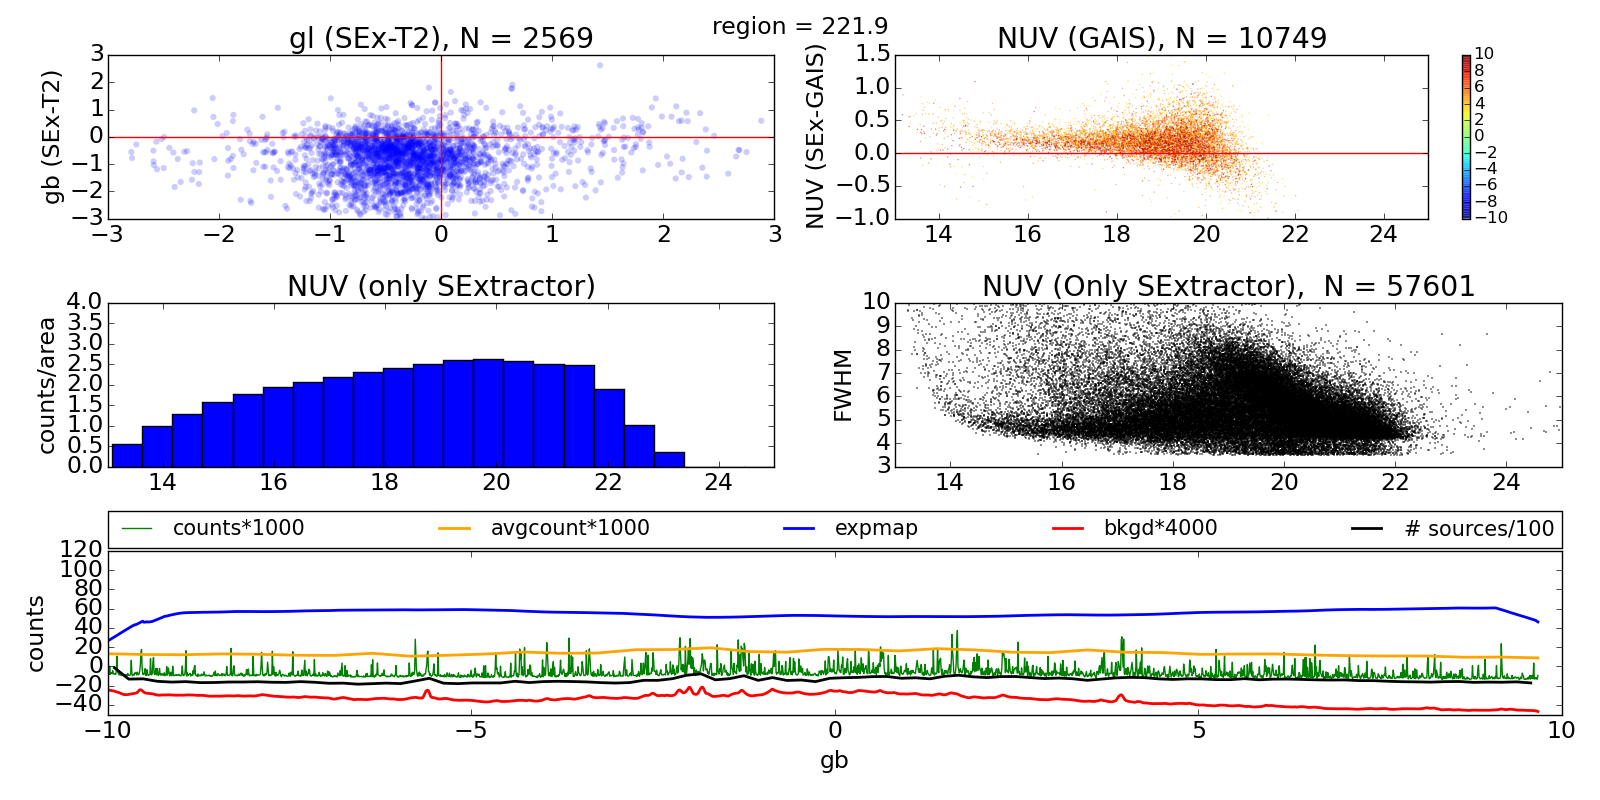 region = 221.9
gl (SEx-T2), N = 2569
NUV (GAIS), N = 10749
gb (SEx-T2)
3
2
1
0
−1
−2
−3
−3 −2 −1 0 1 2 3
NUV (SEx-GAIS)
1.5
1.0
0.5
0.0
−0.5
−1.0
14 16 18 20 22 24
10
8
6
4
2
0
−2
−4
−6
−8
−10
NUV (only SExtractor)
NUV (Only SExtractor),  N = 57601
counts/area
4.0
3.5
3.0
2.5
2.0
1.5
1.0
0.5
0.0
14 16 18 20 22 24
FWHM
10
9
8
7
6
5
4
3
14 16 18 20 22 24
counts*1000 avgcount*1000 expmap bkgd*4000 # sources/100
counts
120
100
80
60
40
20
0
−20
−40
−10 −5 0 5 10
gb